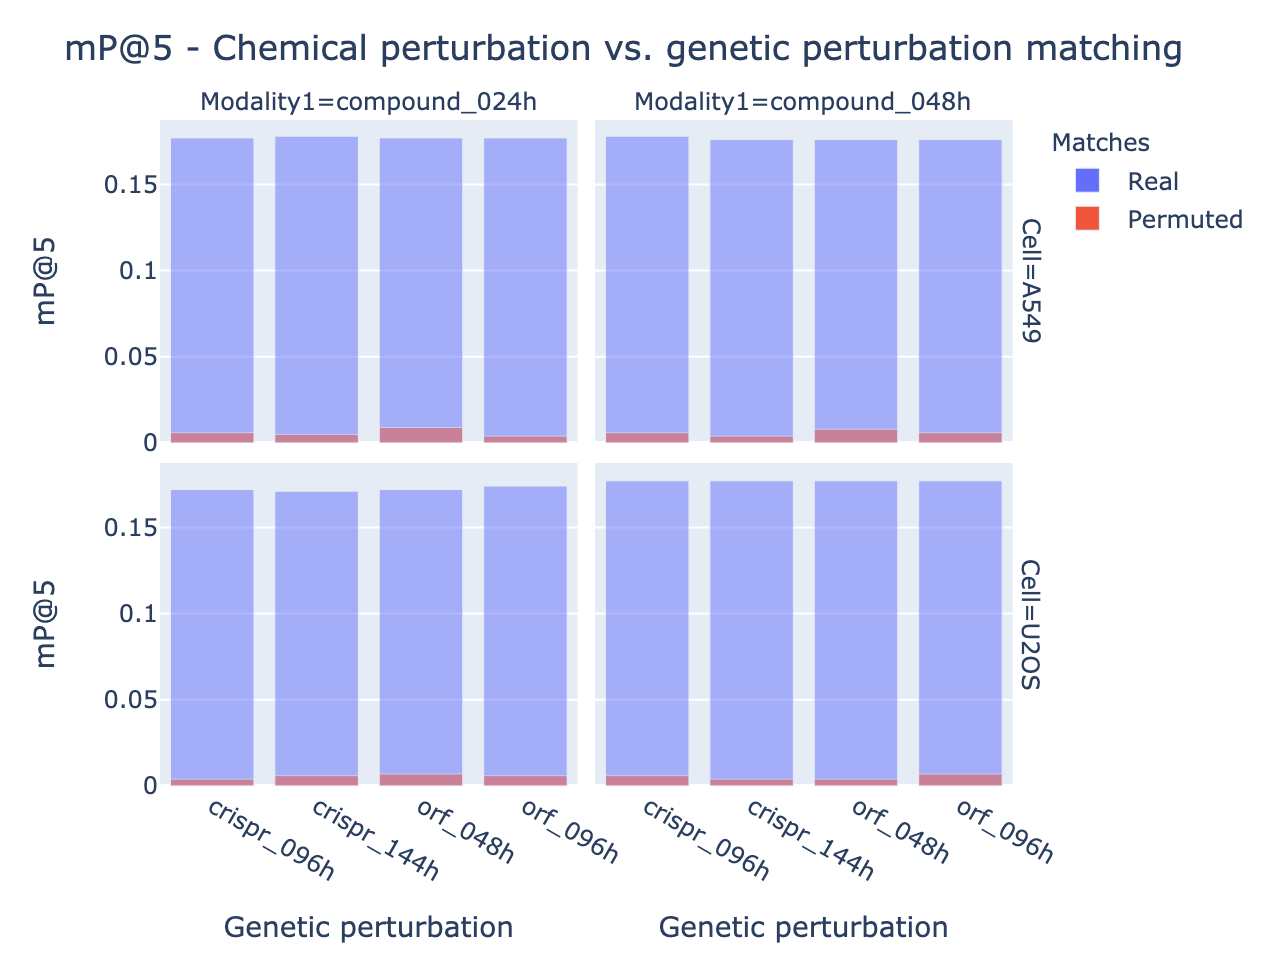 mP@5 - Chemical perturbation vs. genetic perturbation matching
Modality1=compound_024h
Modality1=compound_048h
Matches
Real
Permuted
mP@5
0.15
0.1
0.05
0
Cell=A549
mP@5
0.15
0.1
0.05
0
Cell=U2OS
crispr_096h
crispr_144h
orf_048h
orf_096h
crispr_096h
crispr_144h
orf_048h
orf_096h
Genetic perturbation
Genetic perturbation